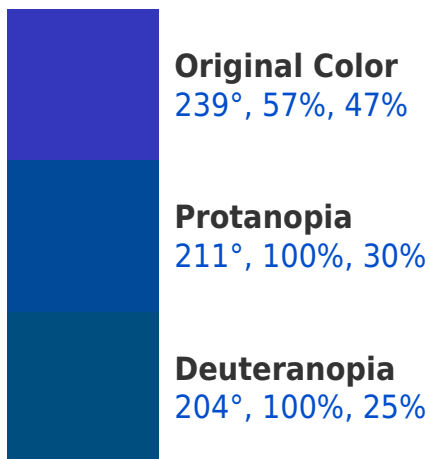 Original Color
239°, 57%, 47%
Protanopia
211°, 100%, 30%
Deuteranopia
204°, 100%, 25%